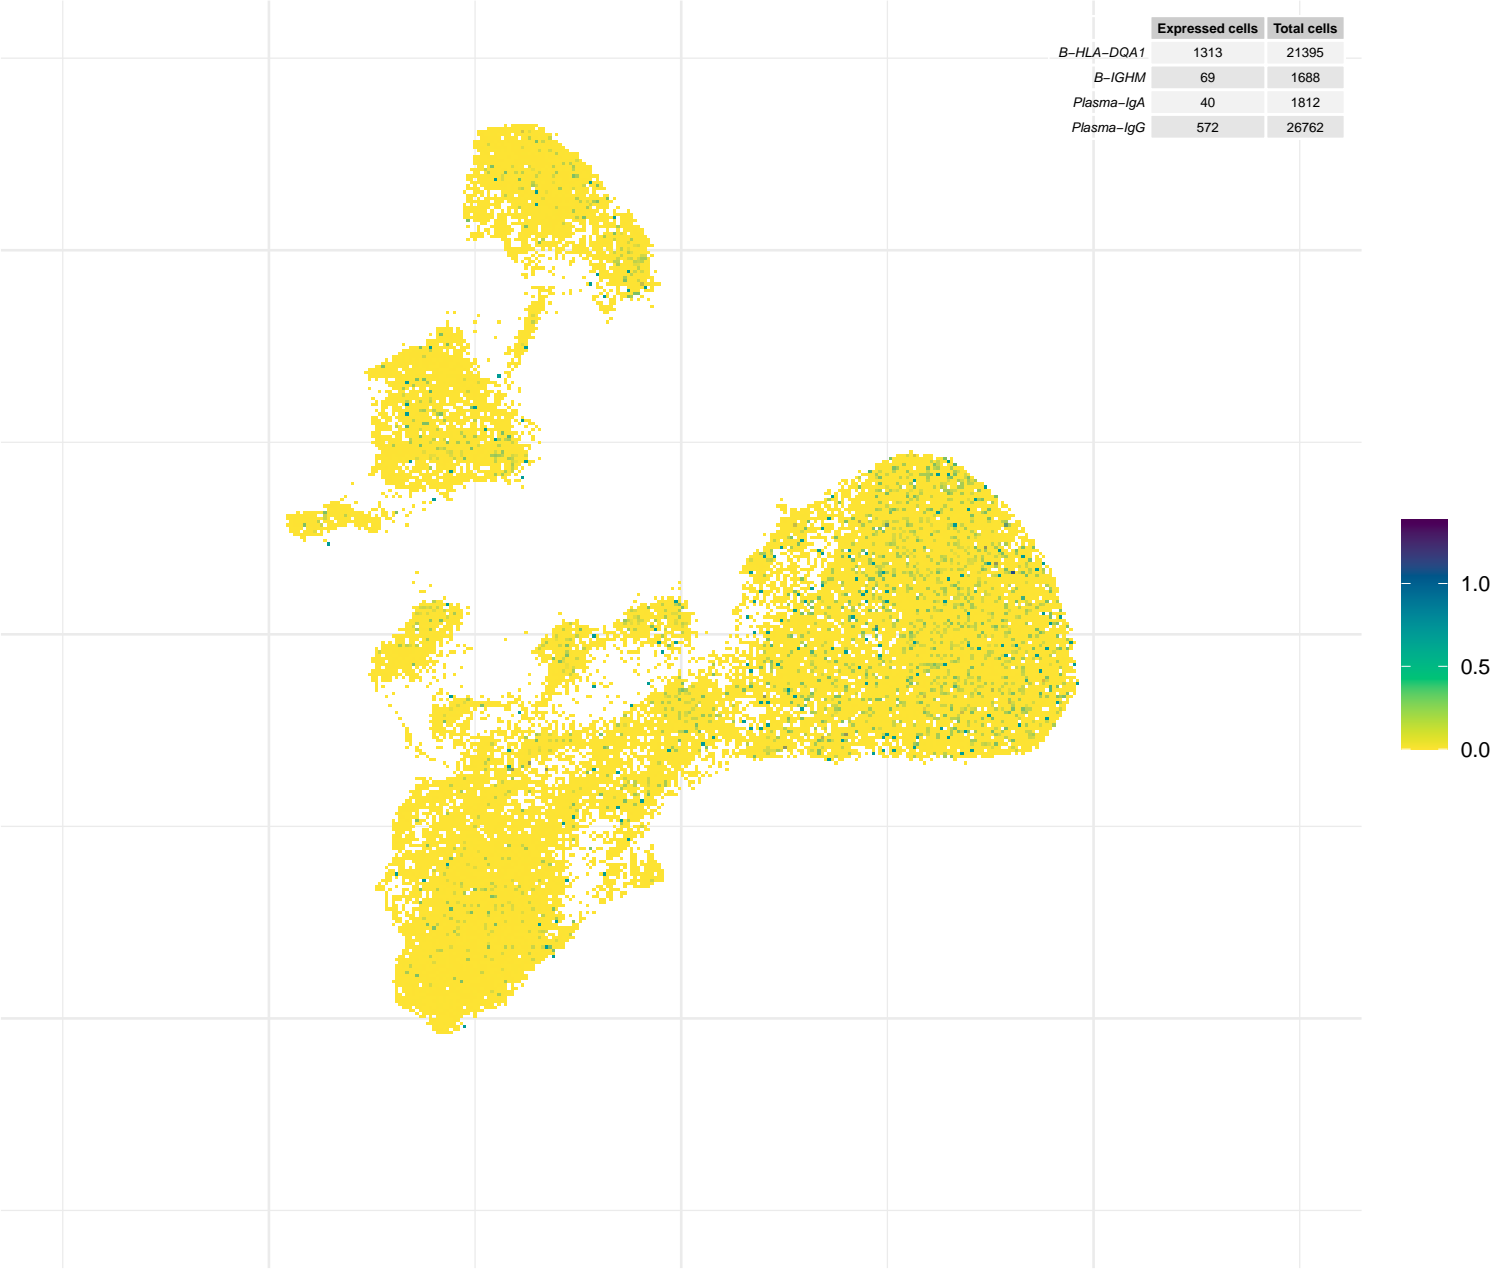 Expressed cells Total cells
B−HLA−DQA1 1313 21395
B−IGHM 69 1688
Plasma−IgA 40 1812
Plasma−IgG 572 26762
1.0
0.5
0.0